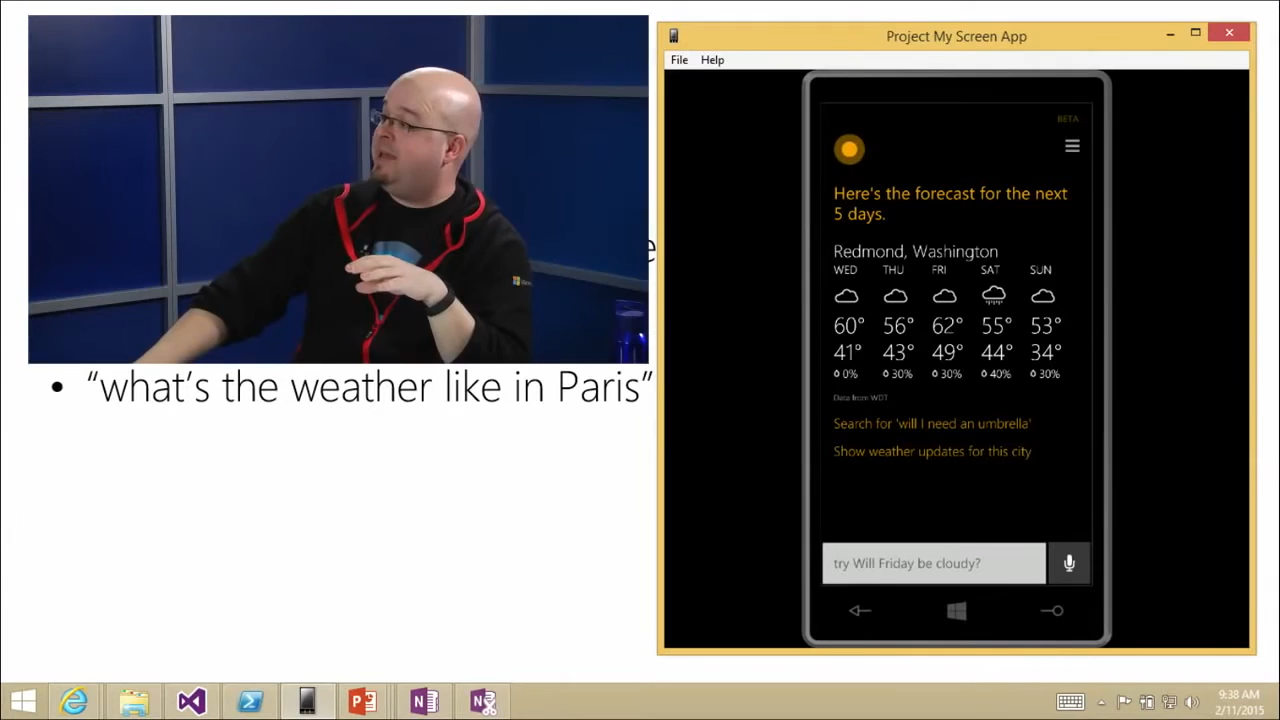 Project My Screen App
File Help
BETA
Here's the forecast for the next
5 days.
Redmond, Washington
WED THU FRI SAT SUN
60° 56° 62° 55° 53°
41° 43° 49° 44° 34°
0% 30% 30% 40% 30%
Data from WDT
Search for 'will I need an umbrella'
Show weather updates for this city
try Will Friday be cloudy?
• “what’s the weather like in Paris”
9:38 AM
2/11/2015